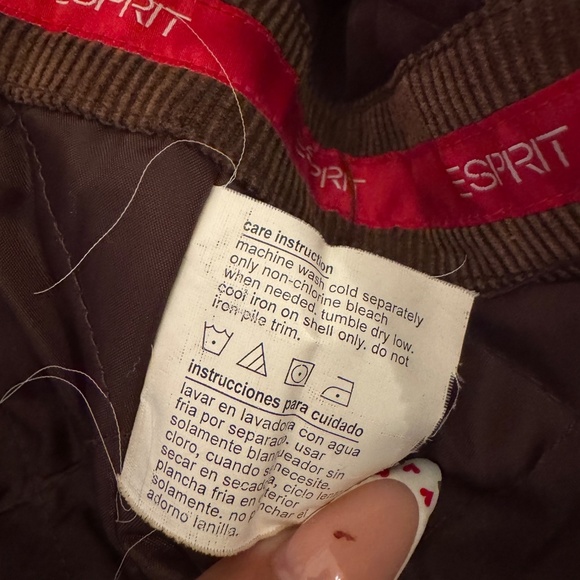 ESPRIT
ESPRIT
ESPRIT
care instruction
machine wash cold separately
only non-chlorine bleach
when needed. tumble dry low.
cool iron on shell only. do not
iron pile trim.
instrucciones para cuidado
lavar en lavadora con agua
fria por separado. usar
solamente blanqueador sin
cloro, cuando se necesite.
secar en secadora, ciclo
plancha fria en
solamente. no planchar el
adorno lanilla.